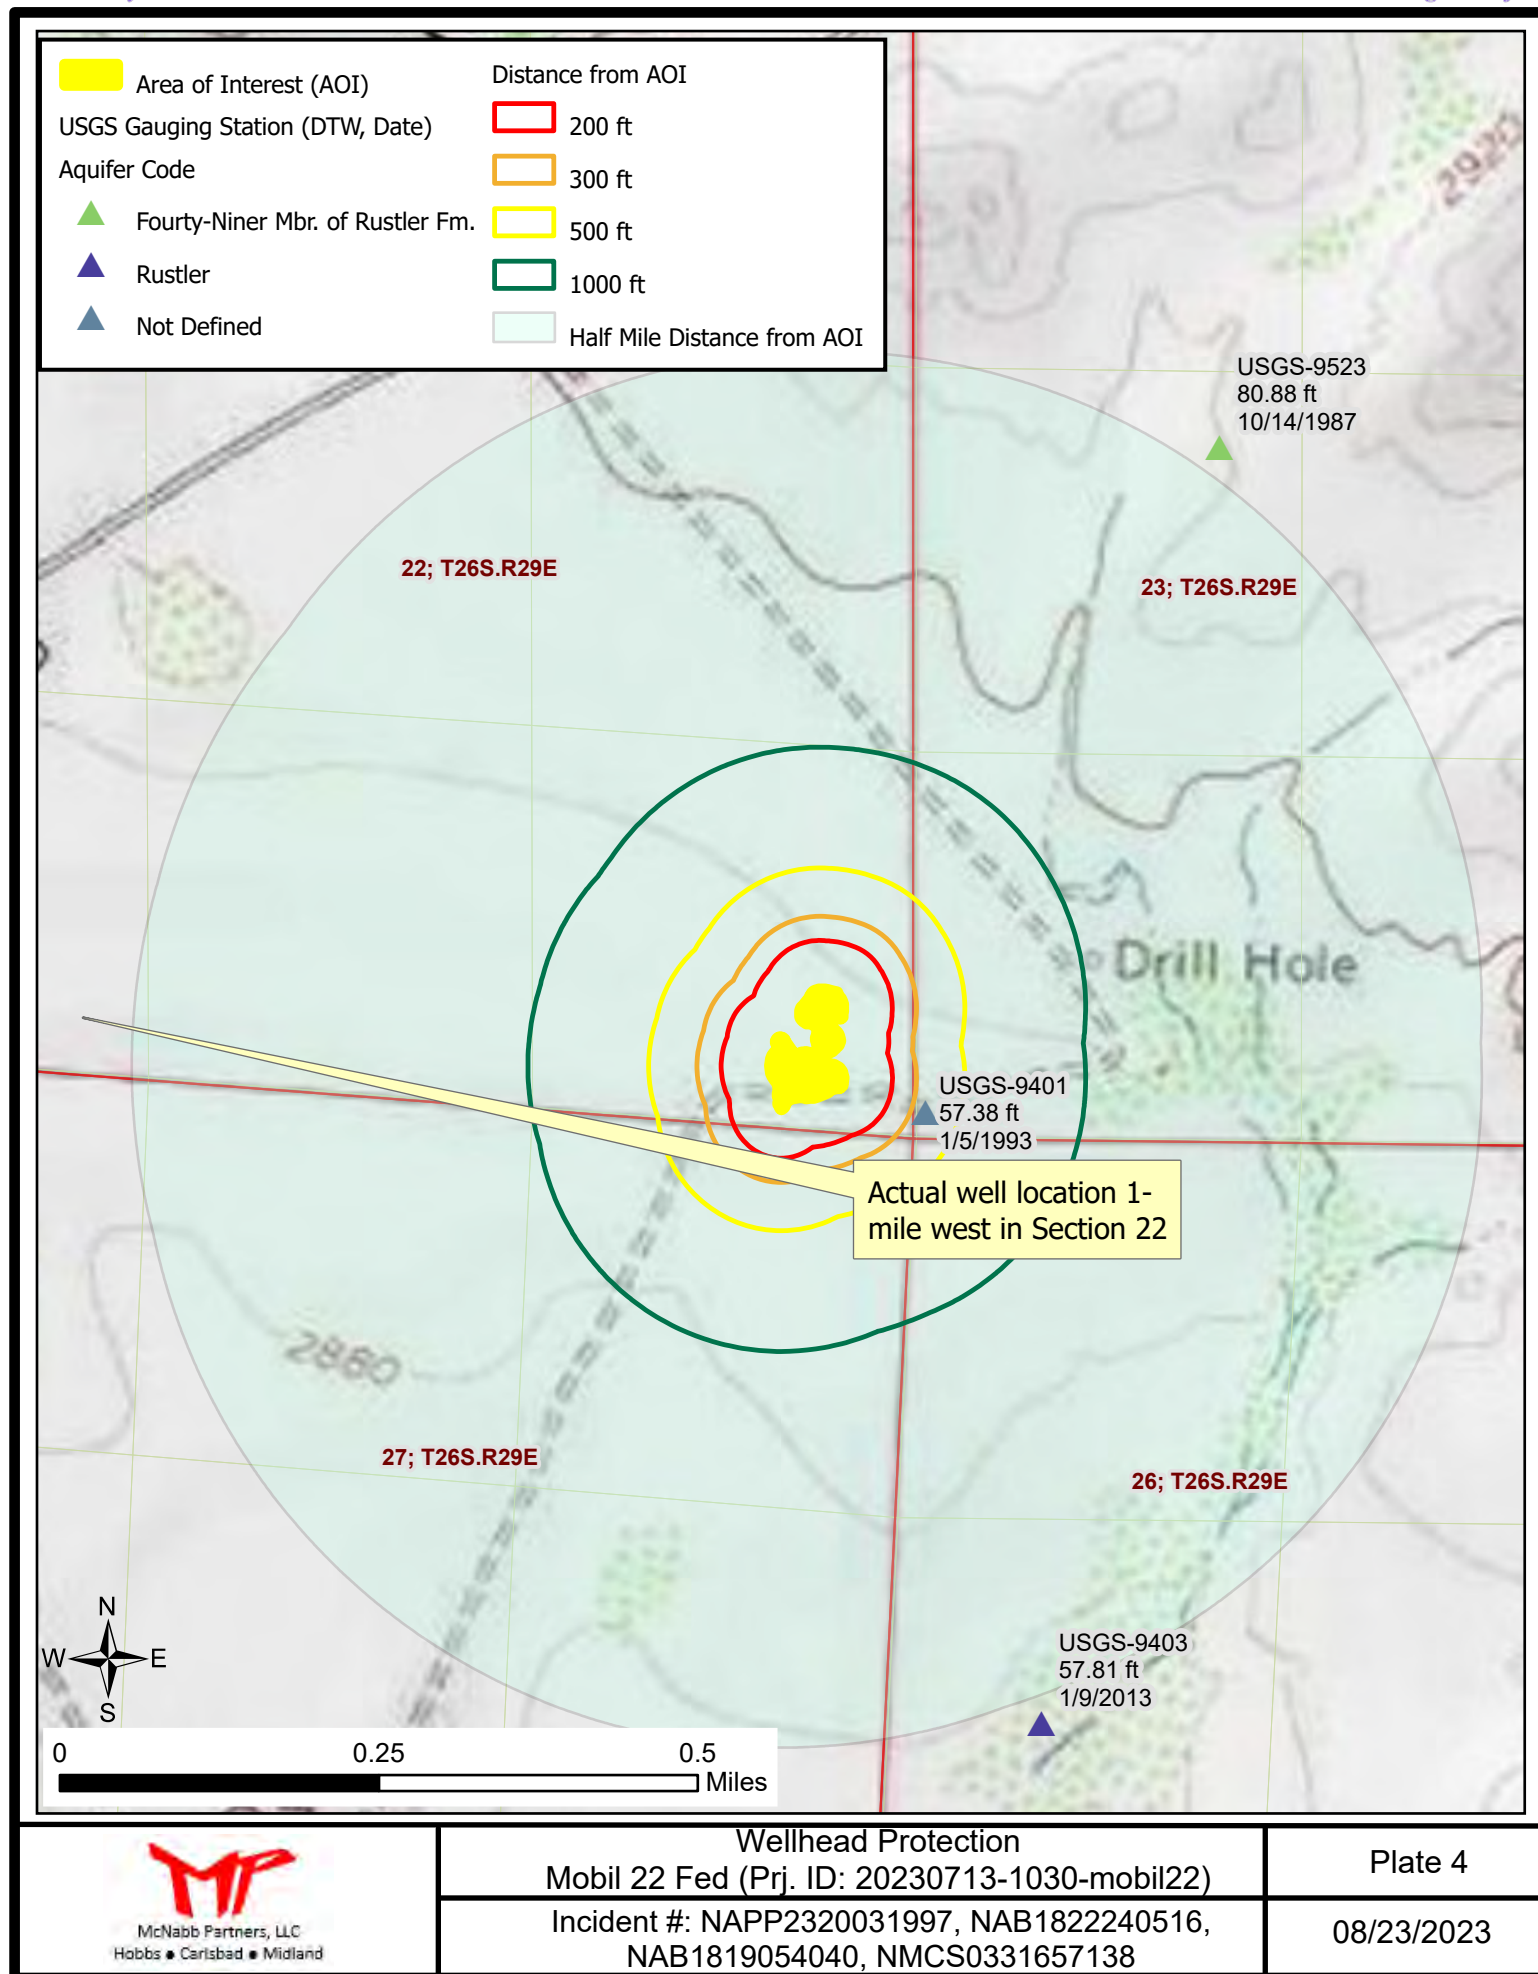 Area of Interest (AOI)
USGS Gauging Station (DTW, Date)
Aquifer Code
Fourty-Niner Mbr. of Rustler Fm.
Rustler
Not Defined
Distance from AOI
200 ft
300 ft
500 ft
1000 ft
Half Mile Distance from AOI
2920
USGS-9523
80.88 ft
10/14/1987
22; T26S.R29E
23; T26S.R29E
Drill Hole
USGS-9401
57.38 ft
1/5/1993
Actual well location 1-
mile west in Section 22
2880
27; T26S.R29E
26; T26S.R29E
N
W E
S
USGS-9403
57.81 ft
1/9/2013
0 0.25 0.5
Miles
McNabb Partners, LLC
Hobbs ● Carlsbad ● Midland
Wellhead Protection
Mobil 22 Fed (Prj. ID: 20230713-1030-mobil22)
Plate 4
Incident #: NAPP2320031997, NAB1822240516,
NAB1819054040, NMCS0331657138
08/23/2023